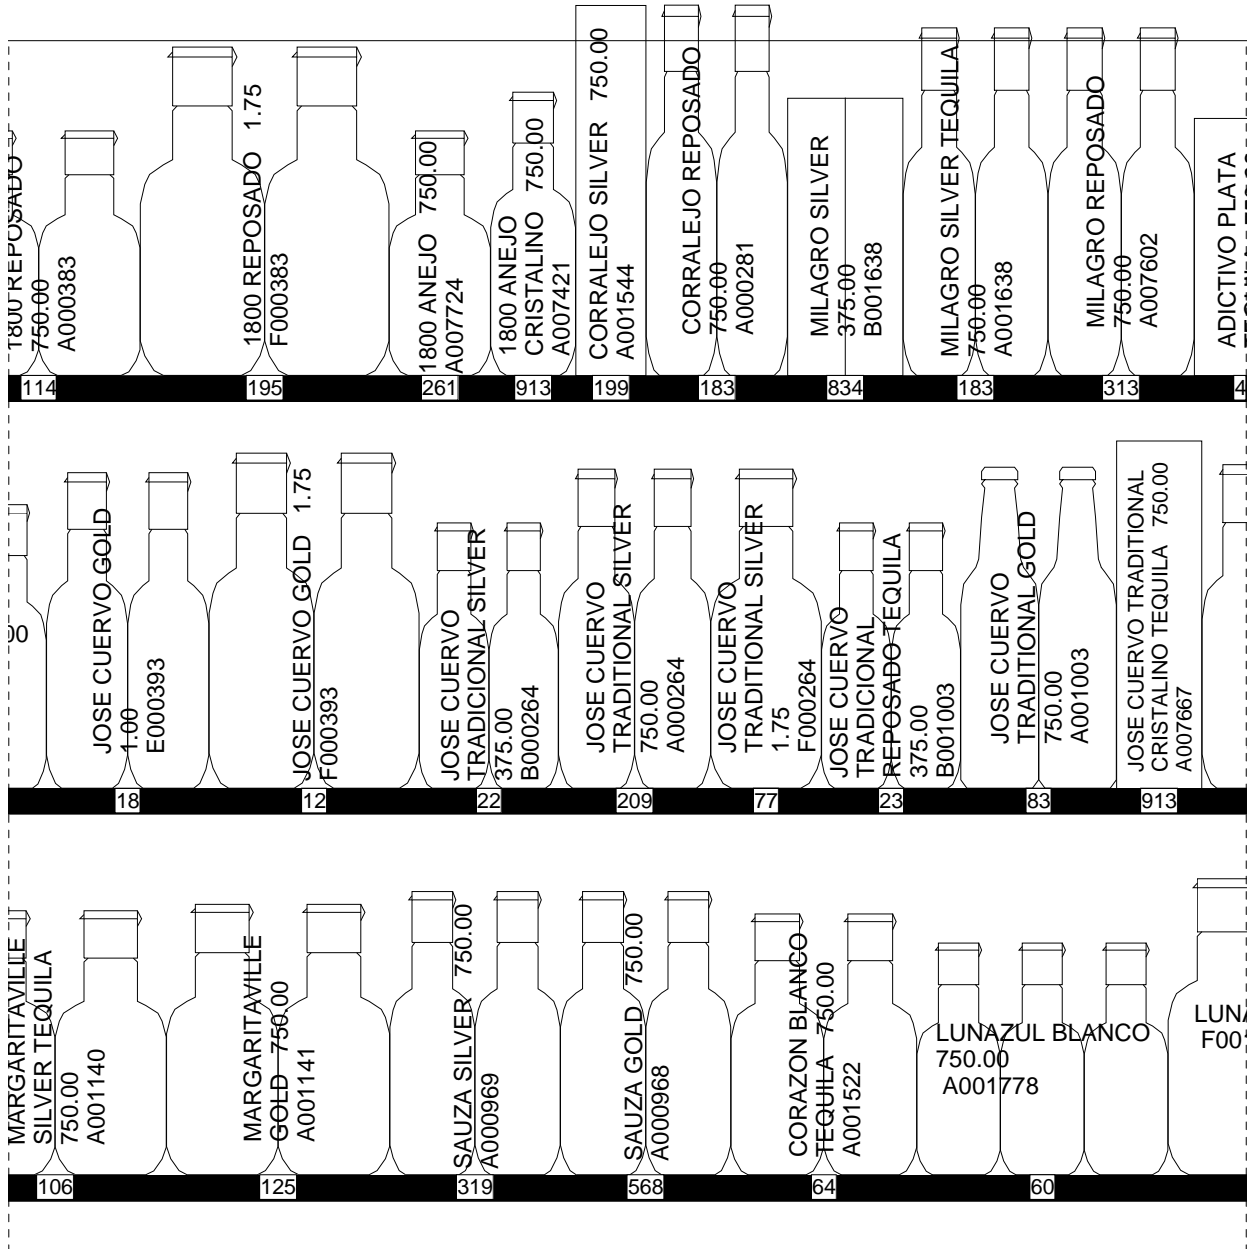 1800 REPOSADO
750.00
A000383
1800 REPOSADO 1.75
F000383
1800 ANEJO 750.00
A007724
1800 ANEJO
CRISTALINO 750.00
A007421
CORRALEJO SILVER 750.00
A001544
CORRALEJO REPOSADO
750.00
A000281
MILAGRO SILVER
375.00
B001638
MILAGRO SILVER TEQUILA
750.00
A001638
MILAGRO REPOSADO
750.00
A007602
ADICTIVO PLATA
114 195 261 913 199 183 834 183 313 4
00
JOSE CUERVO GOLD
1.00
E000393
JOSE CUERVO GOLD 1.75
F000393
JOSE CUERVO
TRADICIONAL SILVER
375.00
B000264
JOSE CUERVO
TRADITIONAL SILVER
750.00
A000264
JOSE CUERVO
TRADITIONAL SILVER
1.75
F000264
JOSE CUERVO
TRADICIONAL
REPOSADO TEQUILA
375.00
B001003
JOSE CUERVO
TRADITIONAL GOLD
750.00
A001003
JOSE CUERVO TRADITIONAL
CRISTALINO TEQUILA 750.00
A007667
18 12 22 209 77 23 83 913
MARGARITAVILLE
SILVER TEQUILA
750.00
A001140
MARGARITAVILLE
GOLD 750.00
A001141
SAUZA SILVER 750.00
A000969
SAUZA GOLD 750.00
A000968
CORAZON BLANCO
TEQUILA 750.00
A001522
LUNAZUL BLANCO
750.00
A001778
LUNA
F001
106 125 319 568 64 60